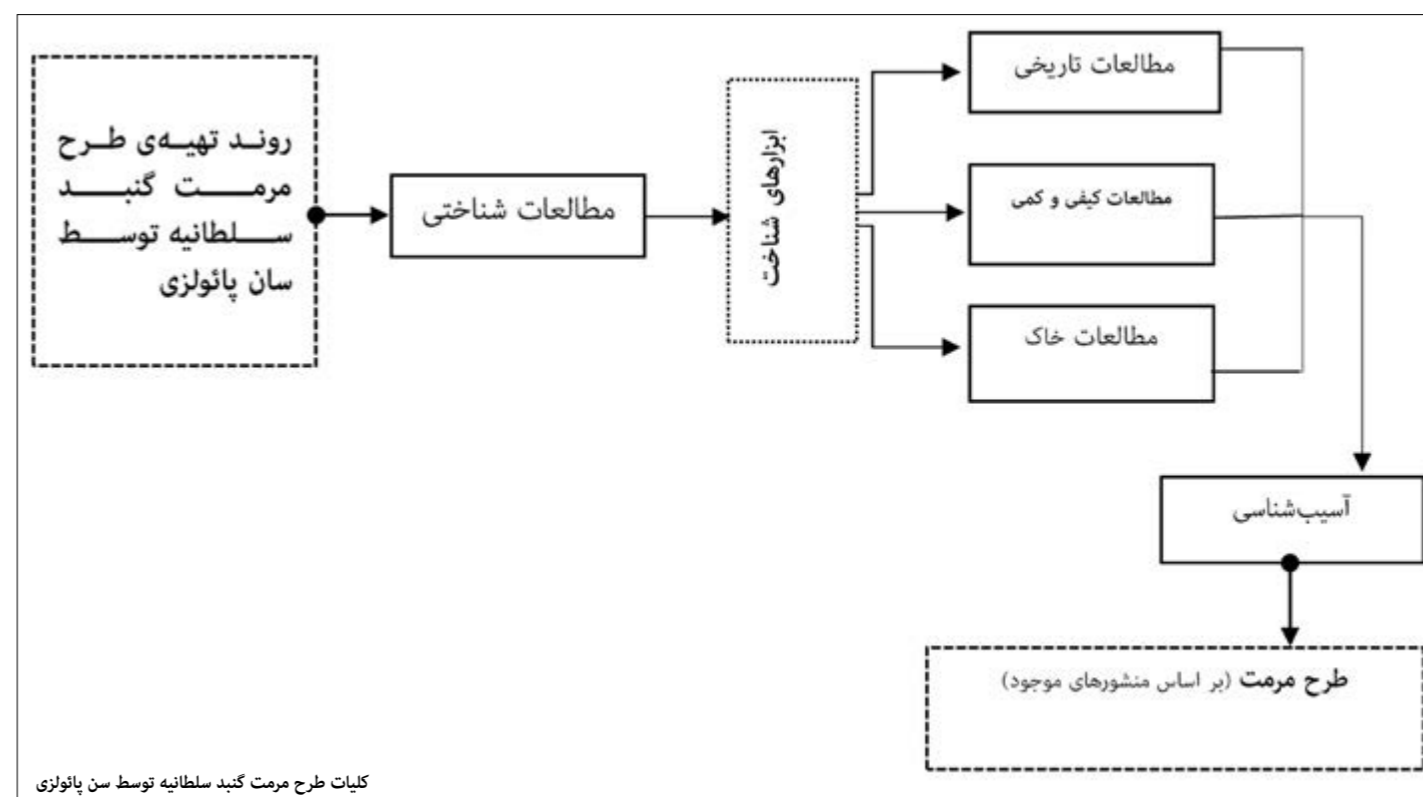 روند تهیه‌ی طرح
مرمت گنبد
سلطانیه توسط
سان پائولزی
مطالعات شناختی
ابزارهای شناخت
مطالعات تاریخی
مطالعات کیفی و کمی
مطالعات خاک
آسیب‌شناسی
طرح مرمت (بر اساس منشورهای موجود)
کلیات طرح مرمت گنبد سلطانیه توسط سن پائولزی